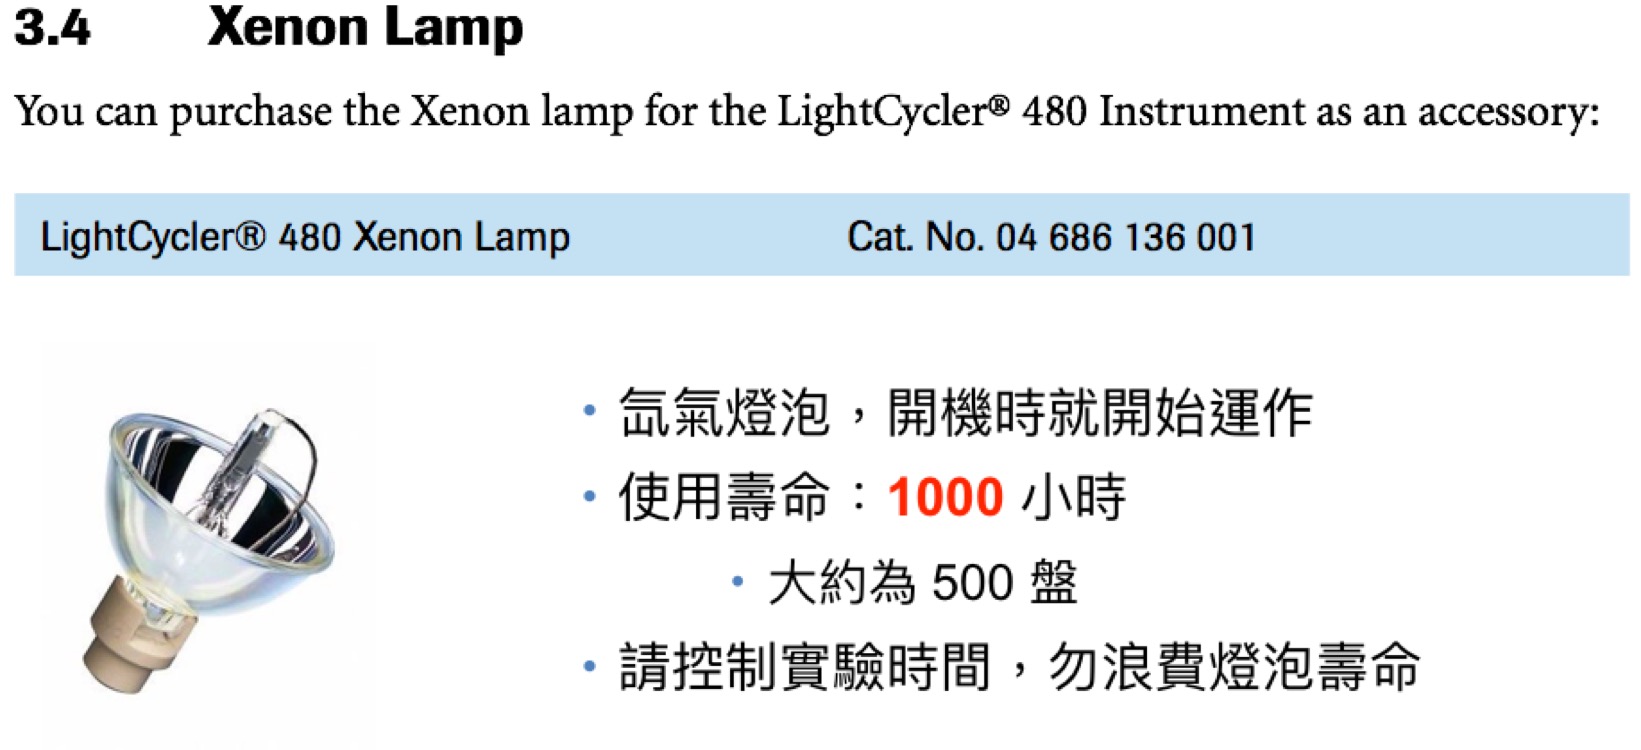 3.4 Xenon Lamp
You can purchase the Xenon lamp for the LightCycler® 480 Instrument as an accessory:
LightCycler® 480 Xenon Lamp Cat. No. 04 686 136 001
• 氙氣燈泡，開機時就開始運作
• 使用壽命：1000 小時
• 大約為 500 盤
• 請控制實驗時間，勿浪費燈泡壽命